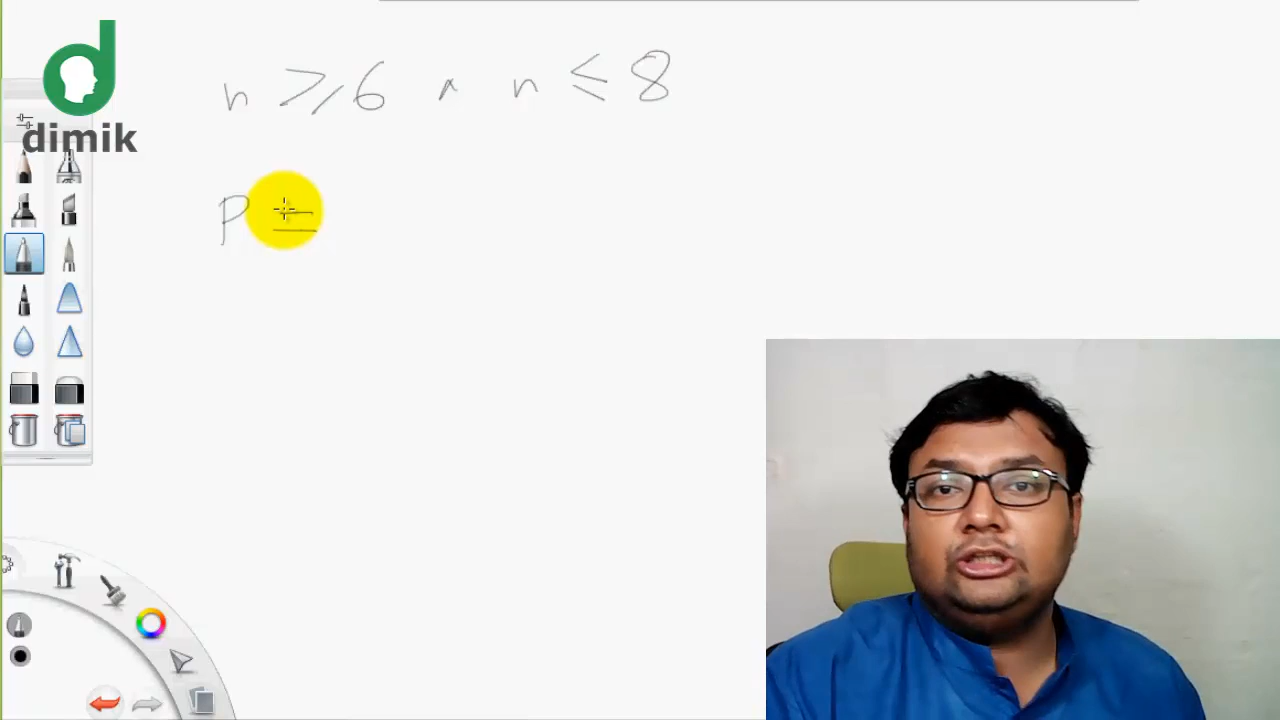 dimik
n ≥ 6 ∧ n ≤ 8
P =